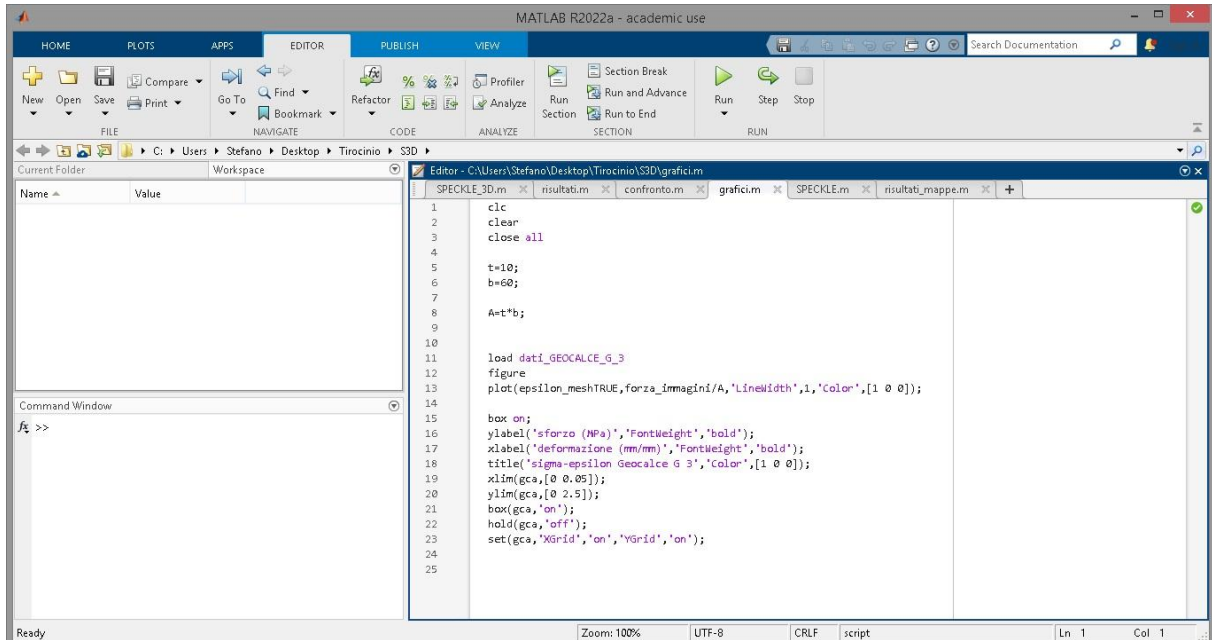 MATLAB R2022a - academic use
HOME PLOTS APPS EDITOR PUBLISH VIEW
Search Documentation
New Open Save Compare Print
Go To Find Bookmark
Refactor
Profiler Analyze
Run Section Section Break Run and Advance Run to End
Run Step Stop
FILE NAVIGATE CODE ANALYZE SECTION RUN
C: Users Stefano Desktop Tirocinio S3D
Current Folder Workspace
Name Value
Command Window
fx >>
Editor - C:\Users\Stefano\Desktop\Tirocinio\S3D\grafici.m
SPECKLE_3D.m risultati.m confronto.m grafici.m SPECKLE.m risultati_mappe.m +
1 clc
2 clear
3 close all
4
5 t=10;
6 b=60;
7
8 A=t*b;
9
10
11 load dati_GEOCALCE_G_3
12 figure
13 plot(epsilon_meshTRUE,forza_immagini/A,'LineWidth',1,'Color',[1 0 0]);
14
15 box on;
16 ylabel('sforzo (MPa)','FontWeight','bold');
17 xlabel('deformazione (mm/mm)','FontWeight','bold');
18 title('sigma-epsilon Geocalce G 3','Color',[1 0 0]);
19 xlim(gca,[0 0.05]);
20 ylim(gca,[0 2.5]);
21 box(gca,'on');
22 hold(gca,'off');
23 set(gca,'XGrid','on','YGrid','on');
24
25
Ready
Zoom: 100% UTF-8 CRLF script Ln 1 Col 1